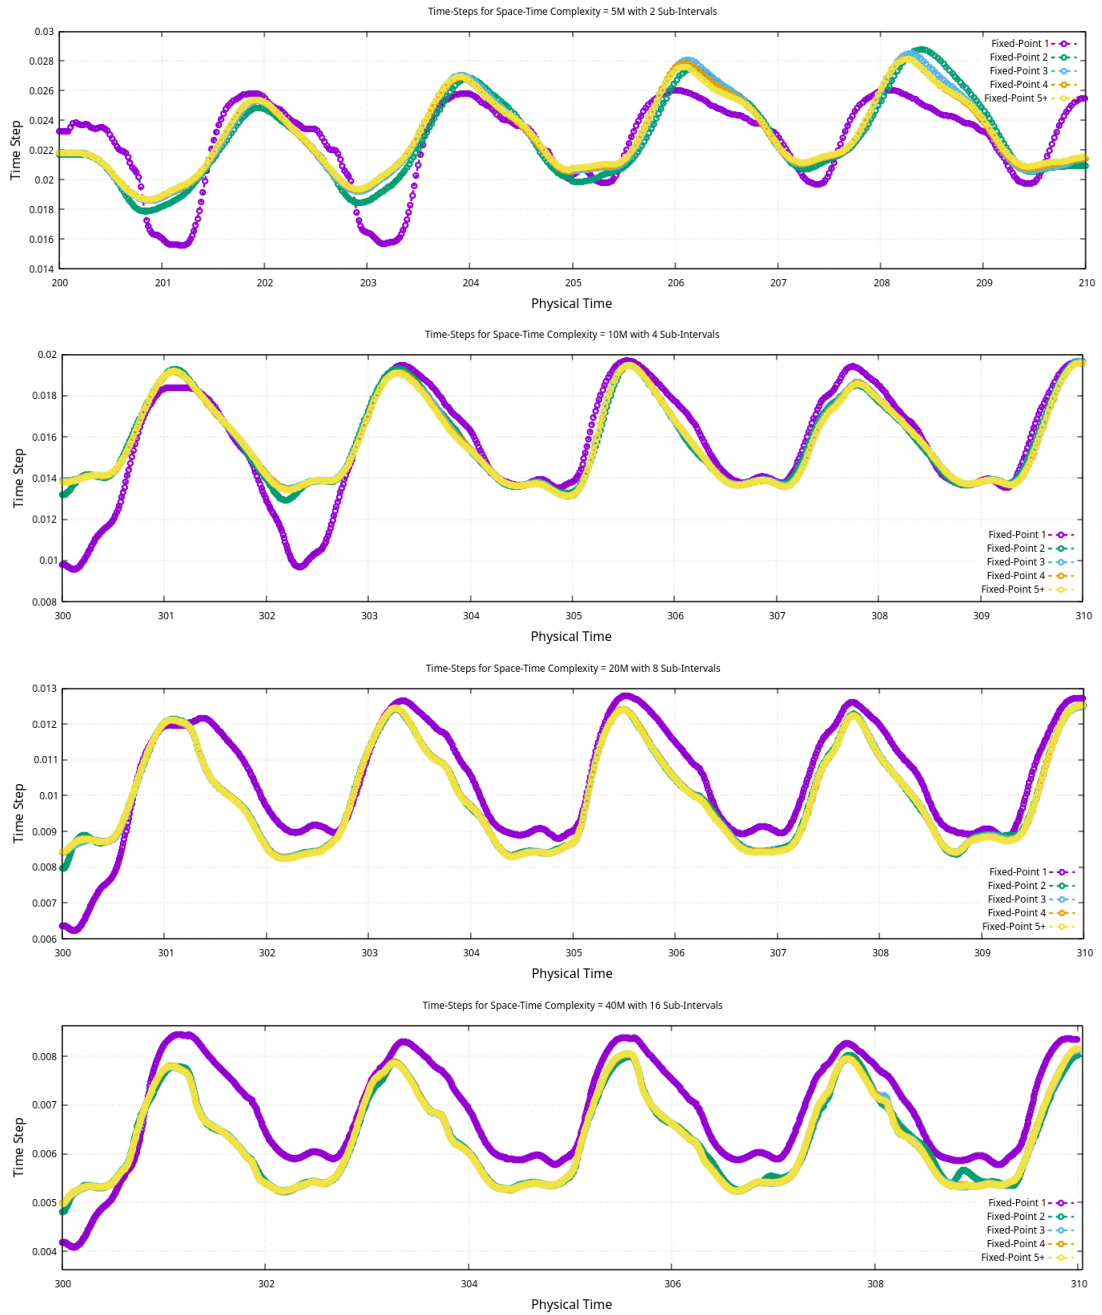 Time-Steps for Space-Time Complexity = 5M with 2 Sub-Intervals
0.03
0.028
0.026
0.024
0.022
0.02
0.018
0.016
0.014
Time Step
Fixed-Point 1
Fixed-Point 2
Fixed-Point 3
Fixed-Point 4
Fixed-Point 5+
200 201 202 203 204 205 206 207 208 209 210
Physical Time
Time-Steps for Space-Time Complexity = 10M with 4 Sub-Intervals
0.02
0.018
0.016
0.014
0.012
0.01
0.008
Time Step
Fixed-Point 1
Fixed-Point 2
Fixed-Point 3
Fixed-Point 4
Fixed-Point 5+
300 301 302 303 304 305 306 307 308 309 310
Physical Time
Time-Steps for Space-Time Complexity = 20M with 8 Sub-Intervals
0.013
0.012
0.011
0.01
0.009
0.008
0.007
0.006
Time Step
Fixed-Point 1
Fixed-Point 2
Fixed-Point 3
Fixed-Point 4
Fixed-Point 5+
300 301 302 303 304 305 306 307 308 309 310
Physical Time
Time-Steps for Space-Time Complexity = 40M with 16 Sub-Intervals
0.008
0.007
0.006
0.005
0.004
Time Step
Fixed-Point 1
Fixed-Point 2
Fixed-Point 3
Fixed-Point 4
Fixed-Point 5+
300 302 304 306 308 310
Physical Time